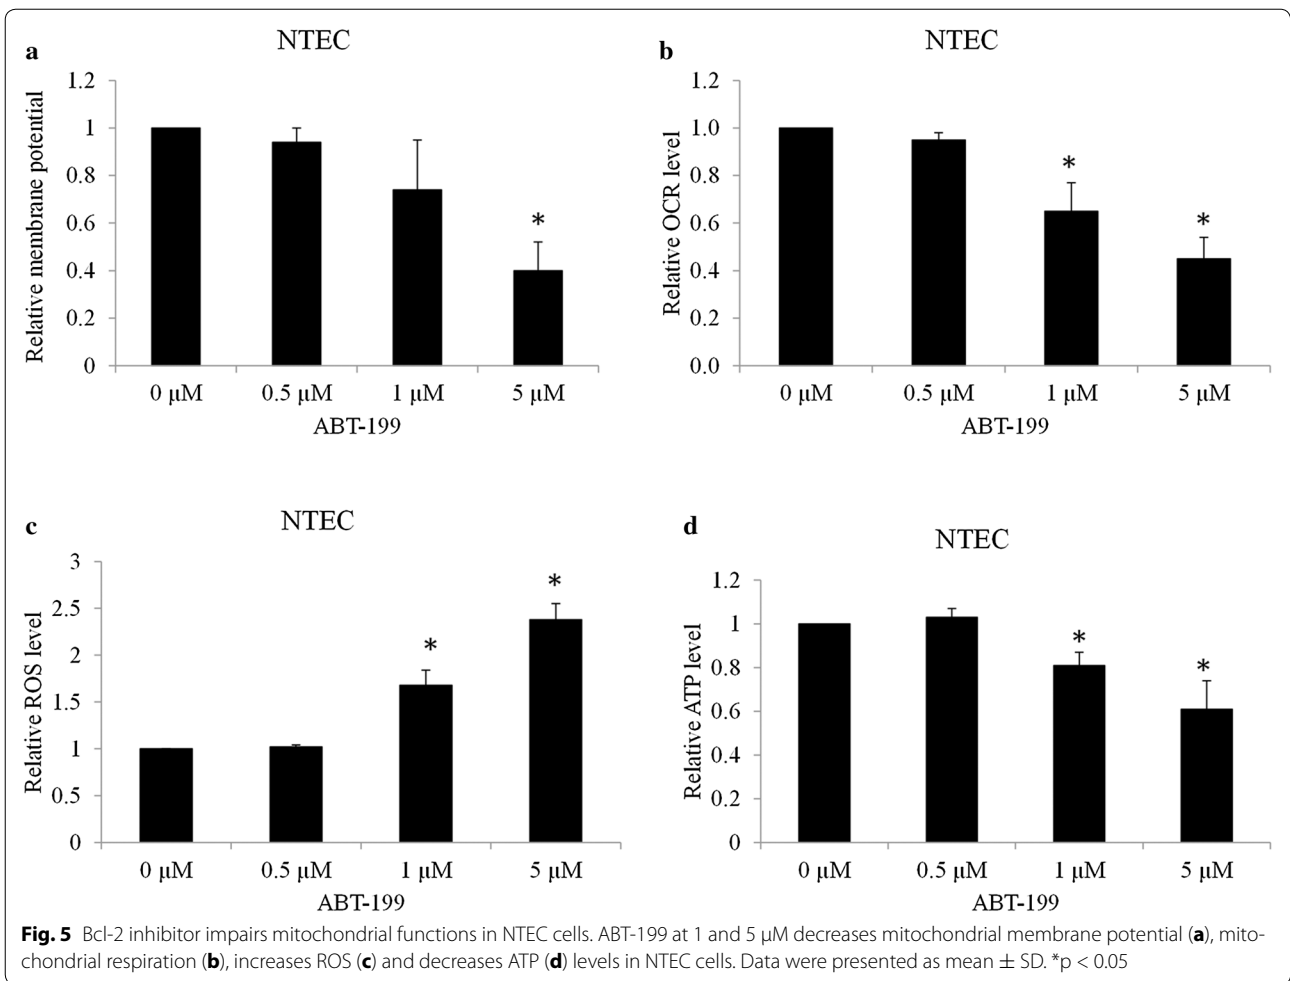 a
NTEC
1.2
1
0.8
0.6
0.4
0.2
0
Relative membrane potential
*
0 μM 0.5 μM 1 μM 5 μM
ABT-199
b
NTEC
1.2
1.0
0.8
0.6
0.4
0.2
0.0
Relative OCR level
*
*
0 μM 0.5 μM 1 μM 5 μM
ABT-199
c
NTEC
3
2.5
2
1.5
1
0.5
0
Relative ROS level
*
*
0 μM 0.5 μM 1 μM 5 μM
ABT-199
d
NTEC
1.2
1
0.8
0.6
0.4
0.2
0
Relative ATP level
*
*
0 μM 0.5 μM 1 μM 5 μM
ABT-199
Fig. 5 Bcl-2 inhibitor impairs mitochondrial functions in NTEC cells. ABT-199 at 1 and 5 μM decreases mitochondrial membrane potential (a), mito-
chondrial respiration (b), increases ROS (c) and decreases ATP (d) levels in NTEC cells. Data were presented as mean ± SD. *p < 0.05